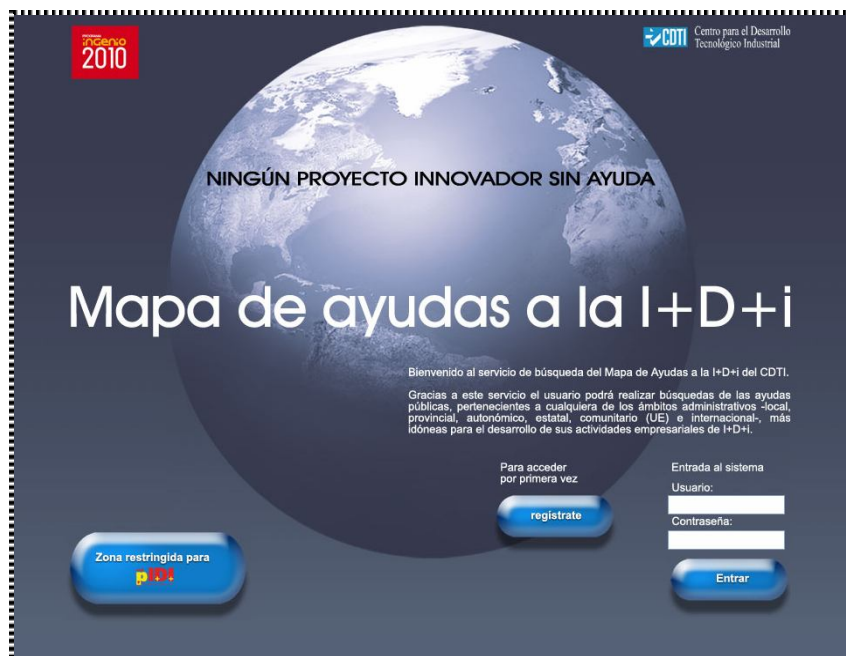 PROGRAMA
ingenio
2010
CDTI
Centro para el Desarrollo
Tecnológico Industrial
NINGÚN PROYECTO INNOVADOR SIN AYUDA
Mapa de ayudas a la I+D+i
Bienvenido al servicio de búsqueda del Mapa de Ayudas a la I+D+i del CDTI.
Gracias a este servicio el usuario podrá realizar búsquedas de las ayudas
públicas, pertenecientes a cualquiera de los ámbitos administrativos -local,
provincial, autonómico, estatal, comunitario (UE) e internacional-, más
idóneas para el desarrollo de sus actividades empresariales de I+D+i.
Para acceder
por primera vez
regístrate
Entrada al sistema
Usuario:
Contraseña:
Entrar
Zona restringida para
pIDi